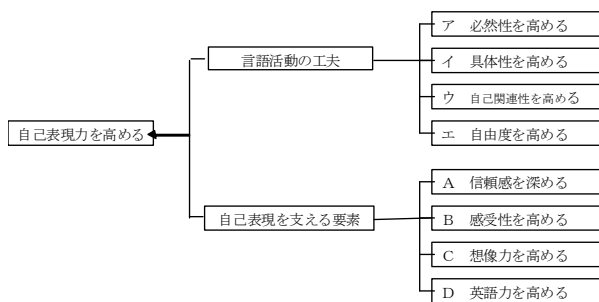 ア　必然性を高める
言語活動の工夫
イ　具体性を高める
ウ　自己関連性を高める
エ　自由度を高める
自己表現力を高める
A　信頼感を深める
自己表現を支える要素
B　感受性を高める
C　想像力を高める
D　英語力を高める